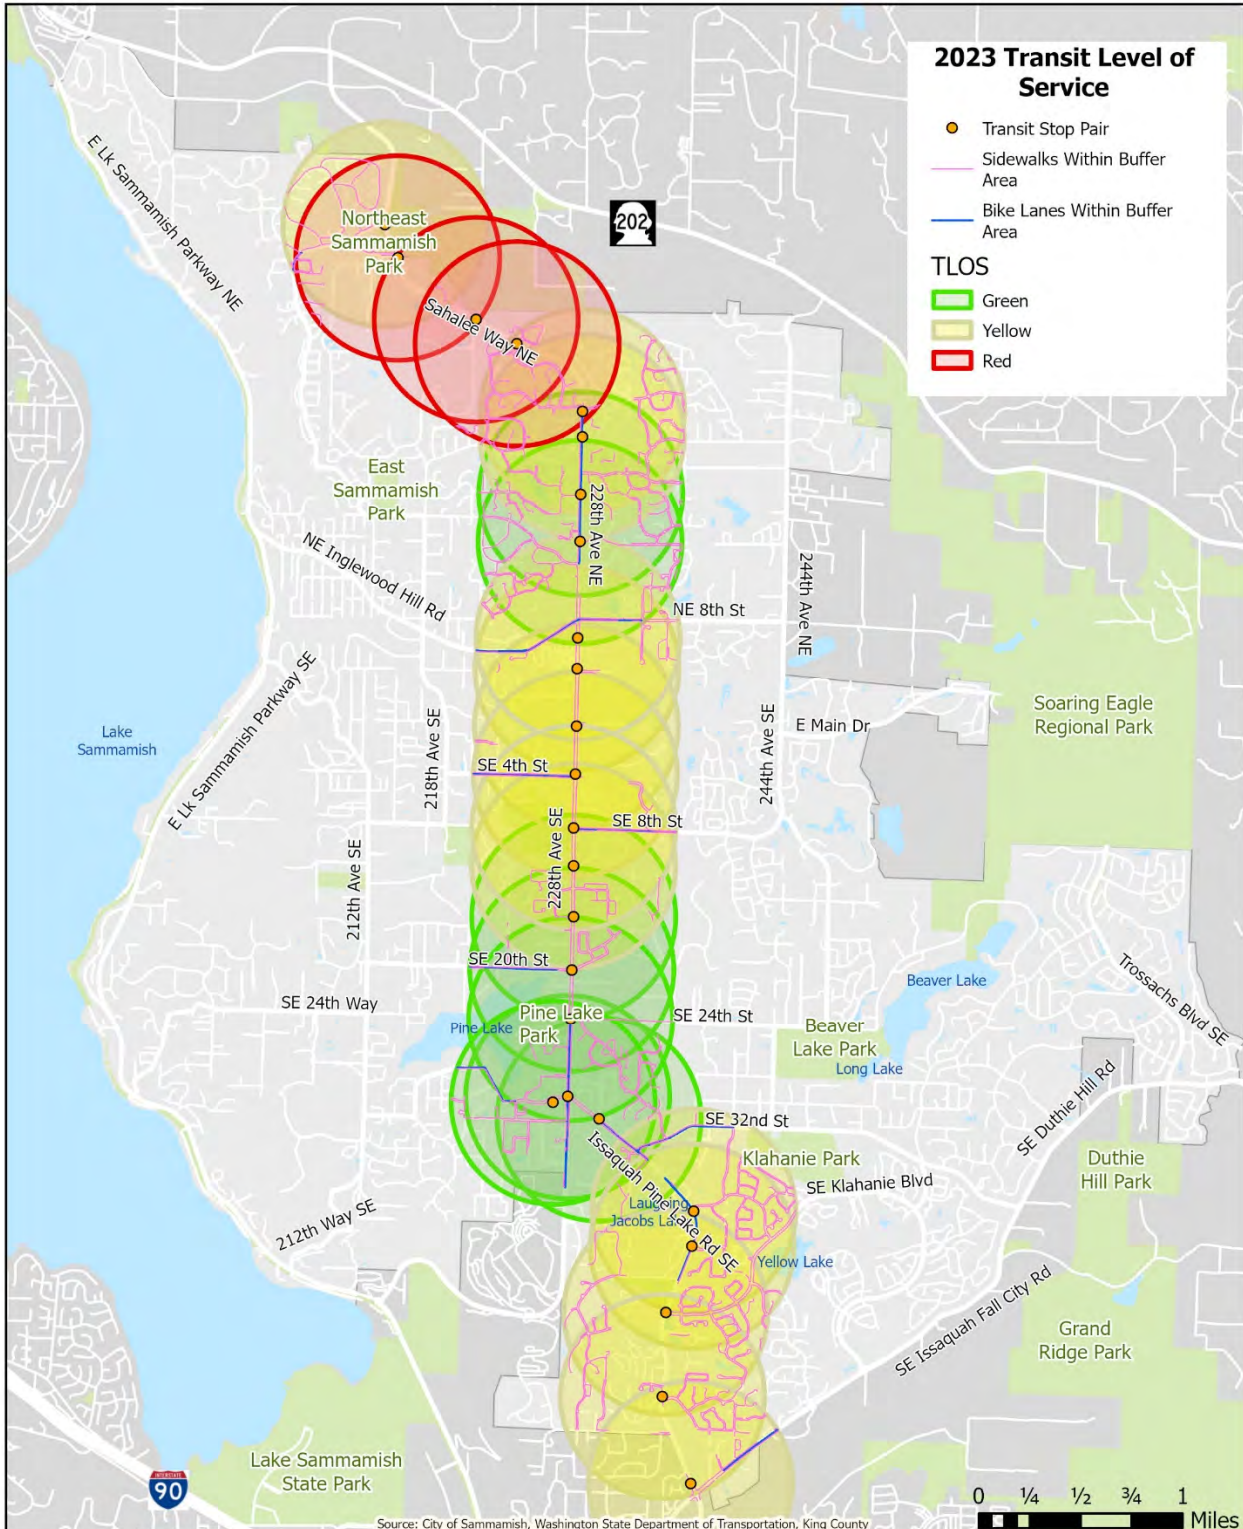 2023 Transit Level of
Service
Transit Stop Pair
Sidewalks Within Buffer
Area
Bike Lanes Within Buffer
Area
TLOS
Green
Yellow
Red
E Lk Sammamish Parkway NE
202
Northeast
Sammamish
Park
Sahalee Way NE
East
Sammamish
Park
228th Ave NE
NE Inglewood Hill Rd
244th Ave NE
NE 8th St
E Lk Sammamish Parkway SE
Soaring Eagle
Regional Park
Lake
Sammamish
E Main Dr
218th Ave SE
244th Ave SE
SE 4th St
SE 8th St
228th Ave SE
212th Ave SE
SE 20th St
Trossachs Blvd SE
Beaver Lake
SE 24th Way
Pine Lake
Pine Lake
Park
SE 24th St
Beaver
Lake Park
Long Lake
SE Duthie Hill Rd
SE 32nd St
Issaquah Pine Lake Rd SE
Klahanie Park
Duthie
Hill Park
SE Klahanie Blvd
212th Way SE
Laughing
Jacobs La
Yellow Lake
SE Issaquah Fall City Rd
Grand
Ridge Park
Lake Sammamish
State Park
INTERSTATE
90
0 ¼ ½ ¾ 1
Miles
Source: City of Sammamish, Washington State Department of Transportation, King County